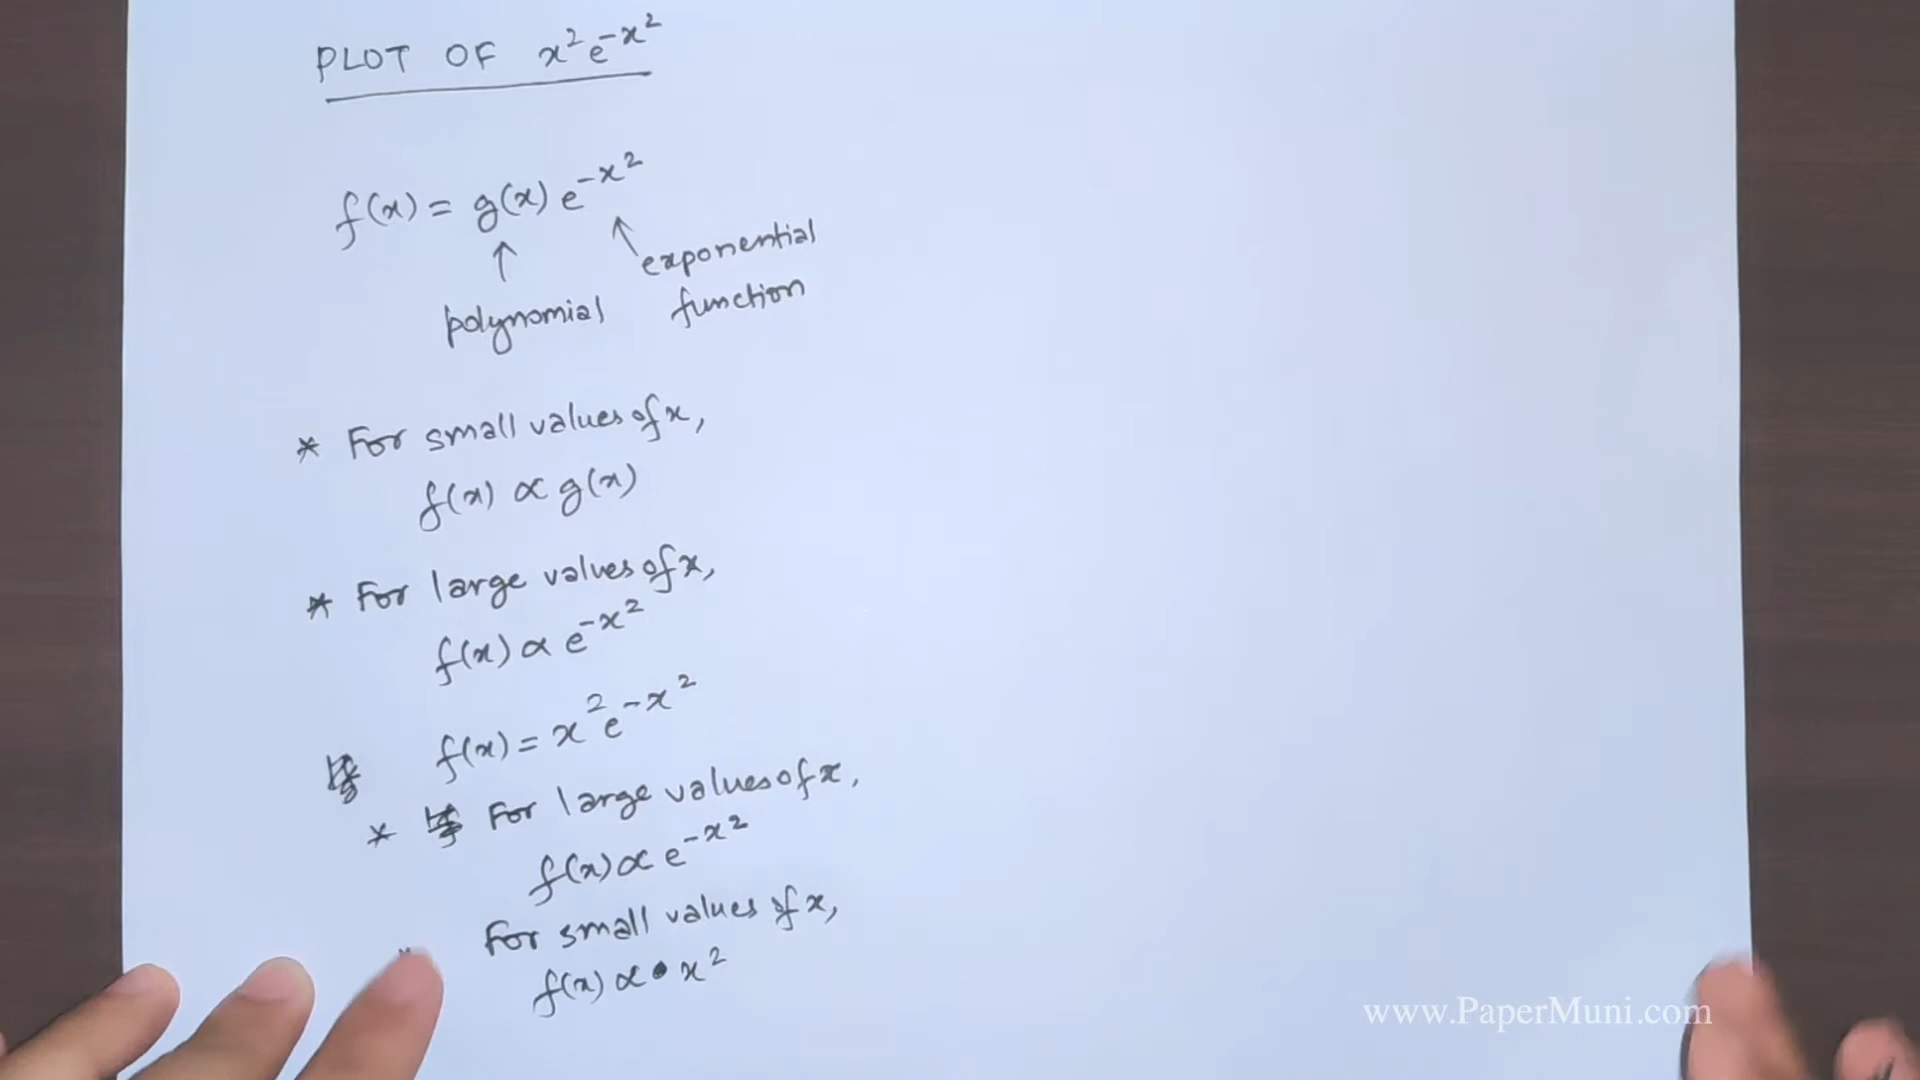 PLOT OF x²e⁻ˣ²
f(x) = g(x) e⁻ˣ²
↑ ↑ exponential
polynomial function
* For small values of x,
f(x) ∝ g(x)
* For large values of x,
f(x) ∝ e⁻ˣ²
f(x) = x²e⁻ˣ²
* For large values of x,
f(x) ∝ e⁻ˣ²
For small values of x,
f(x) ∝ x²
www.PaperMuni.com